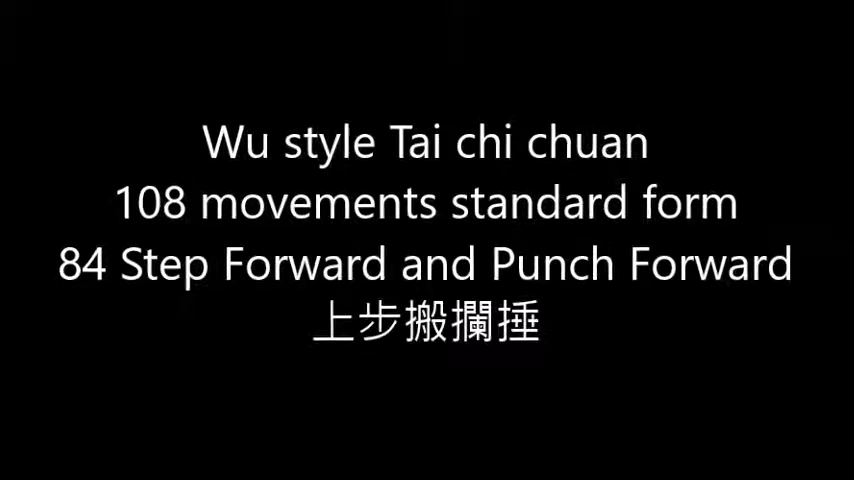 Wu style Tai chi chuan
108 movements standard form
84 Step Forward and Punch Forward
上步搬攔捶